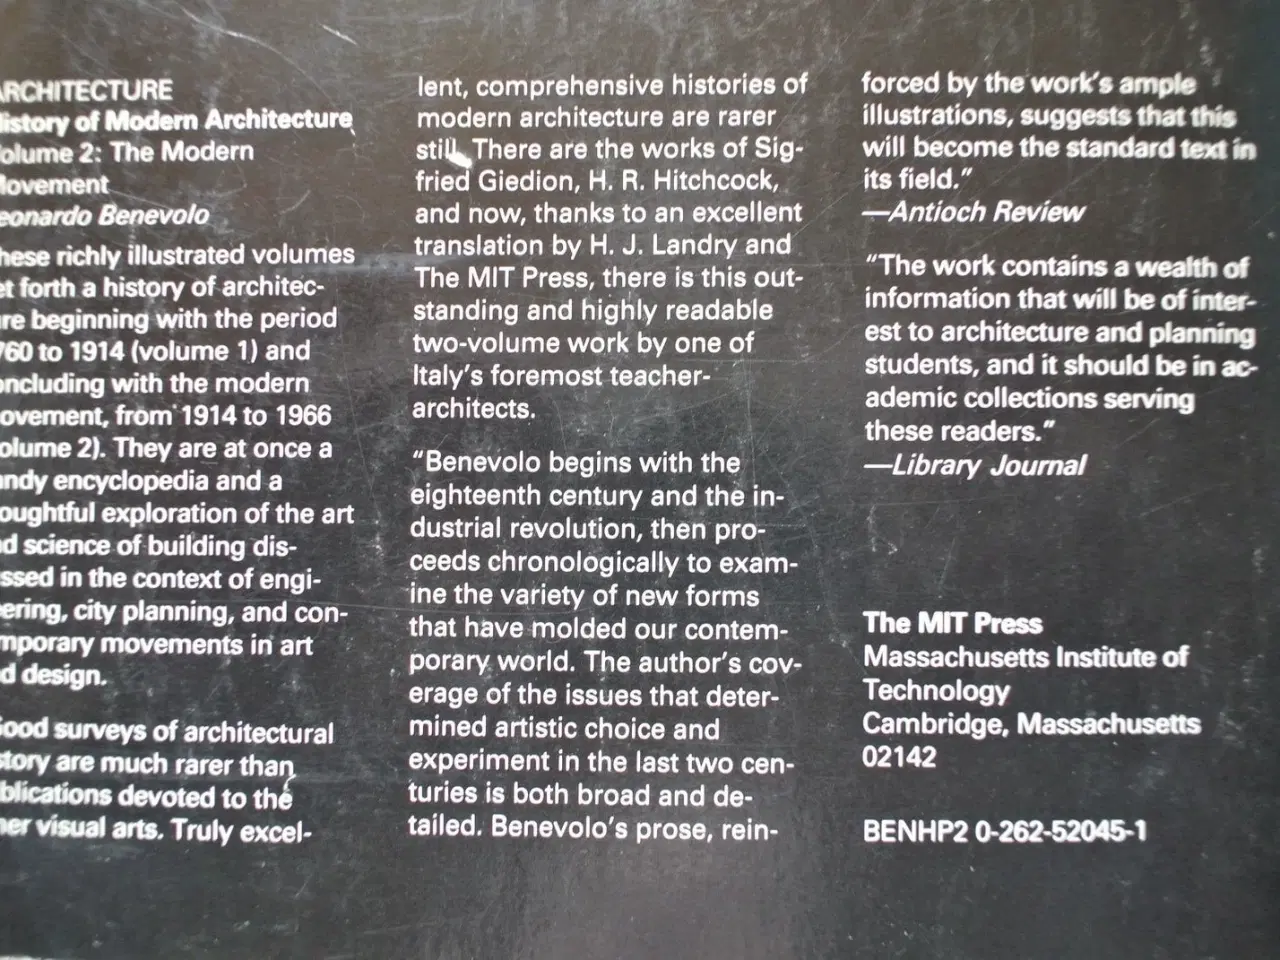 ARCHITECTURE
History of Modern Architecture
Volume 2: The Modern
Movement
Leonardo Benevolo
These richly illustrated volumes
set forth a history of architec-
ture beginning with the period
1760 to 1914 (volume 1) and
concluding with the modern
movement, from 1914 to 1966
(volume 2). They are at once a
handy encyclopedia and a
thoughtful exploration of the art
and science of building dis-
cussed in the context of engi-
neering, city planning, and con-
temporary movements in art
and design.
Good surveys of architectural
history are much rarer than
publications devoted to the
other visual arts. Truly excel-
lent, comprehensive histories of
modern architecture are rarer
still. There are the works of Sig-
fried Giedion, H. R. Hitchcock,
and now, thanks to an excellent
translation by H. J. Landry and
The MIT Press, there is this out-
standing and highly readable
two-volume work by one of
Italy's foremost teacher-
architects.
"Benevolo begins with the
eighteenth century and the in-
dustrial revolution, then pro-
ceeds chronologically to exam-
ine the variety of new forms
that have molded our contem-
porary world. The author's cov-
erage of the issues that deter-
mined artistic choice and
experiment in the last two cen-
turies is both broad and de-
tailed. Benevolo's prose, rein-
forced by the work's ample
illustrations, suggests that this
will become the standard text in
its field."
—Antioch Review
"The work contains a wealth of
information that will be of inter-
est to architecture and planning
students, and it should be in ac-
ademic collections serving
these readers."
—Library Journal
The MIT Press
Massachusetts Institute of
Technology
Cambridge, Massachusetts
02142
BENHP2 0-262-52045-1